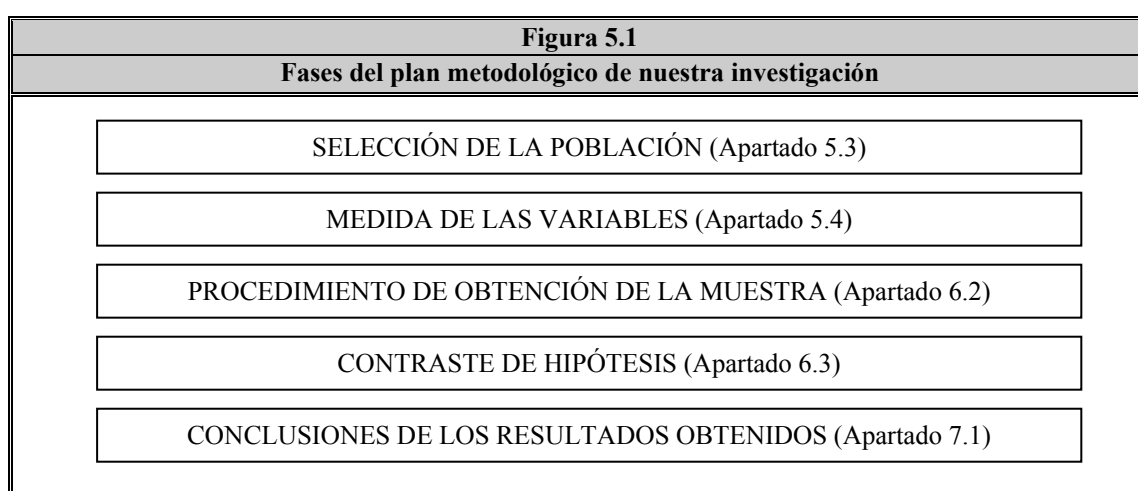 Figura 5.1
Fases del plan metodológico de nuestra investigación
SELECCIÓN DE LA POBLACIÓN (Apartado 5.3)
MEDIDA DE LAS VARIABLES (Apartado 5.4)
PROCEDIMIENTO DE OBTENCIÓN DE LA MUESTRA (Apartado 6.2)
CONTRASTE DE HIPÓTESIS (Apartado 6.3)
CONCLUSIONES DE LOS RESULTADOS OBTENIDOS (Apartado 7.1)